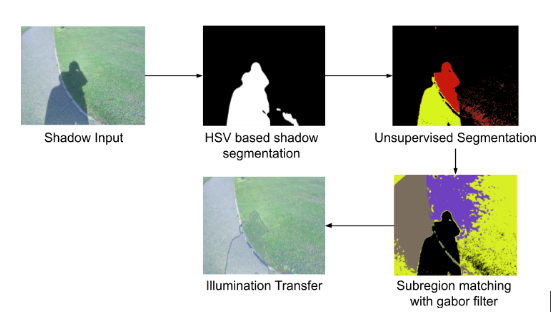 Shadow Input
HSV based shadow
segmentation
Unsupervised Segmentation
Illumination Transfer
Subregion matching
with gabor filter